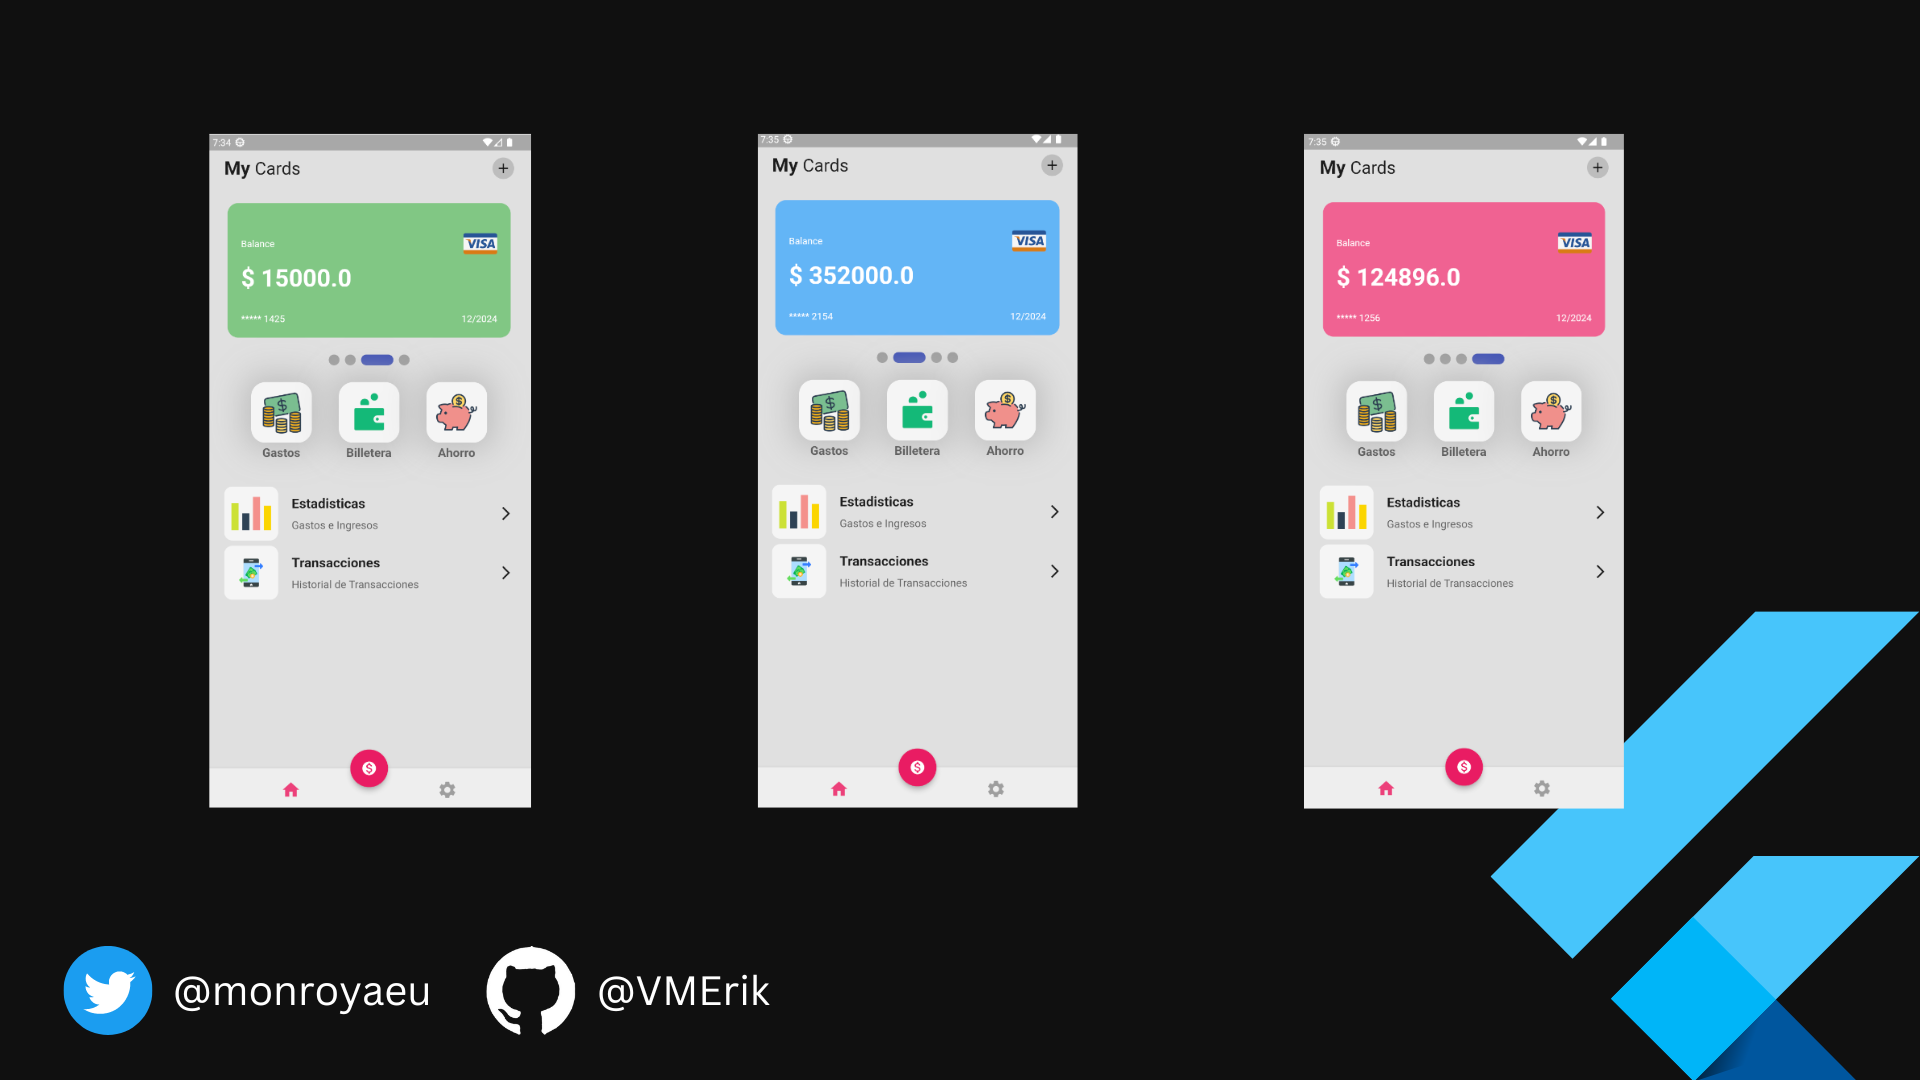 7:34
My Cards
Balance
VISA
$ 15000.0
***** 1425
12/2024
Gastos
Billetera
Ahorro
Estadisticas
Gastos e Ingresos
Transacciones
Historial de Transacciones
7:35
My Cards
Balance
VISA
$ 352000.0
***** 2154
12/2024
Gastos
Billetera
Ahorro
Estadisticas
Gastos e Ingresos
Transacciones
Historial de Transacciones
7:35
My Cards
Balance
VISA
$ 124896.0
***** 1256
12/2024
Gastos
Billetera
Ahorro
Estadisticas
Gastos e Ingresos
Transacciones
Historial de Transacciones
@monroyaeu
@VMErik